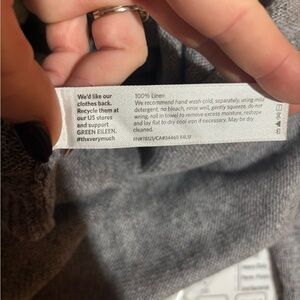 We'd like our
clothes back.
Recycle them at
our US stores
and support
GREEN EILEEN.
#thxverymuch
100% Linen
We recommend hand wash cold, separately, using mild
detergent, no bleach, rinse well, gently squeeze, do not
wring, roll in towel to remove excess moisture, reshape
and lay flat to dry cool iron if necessary. May be dry
cleaned.